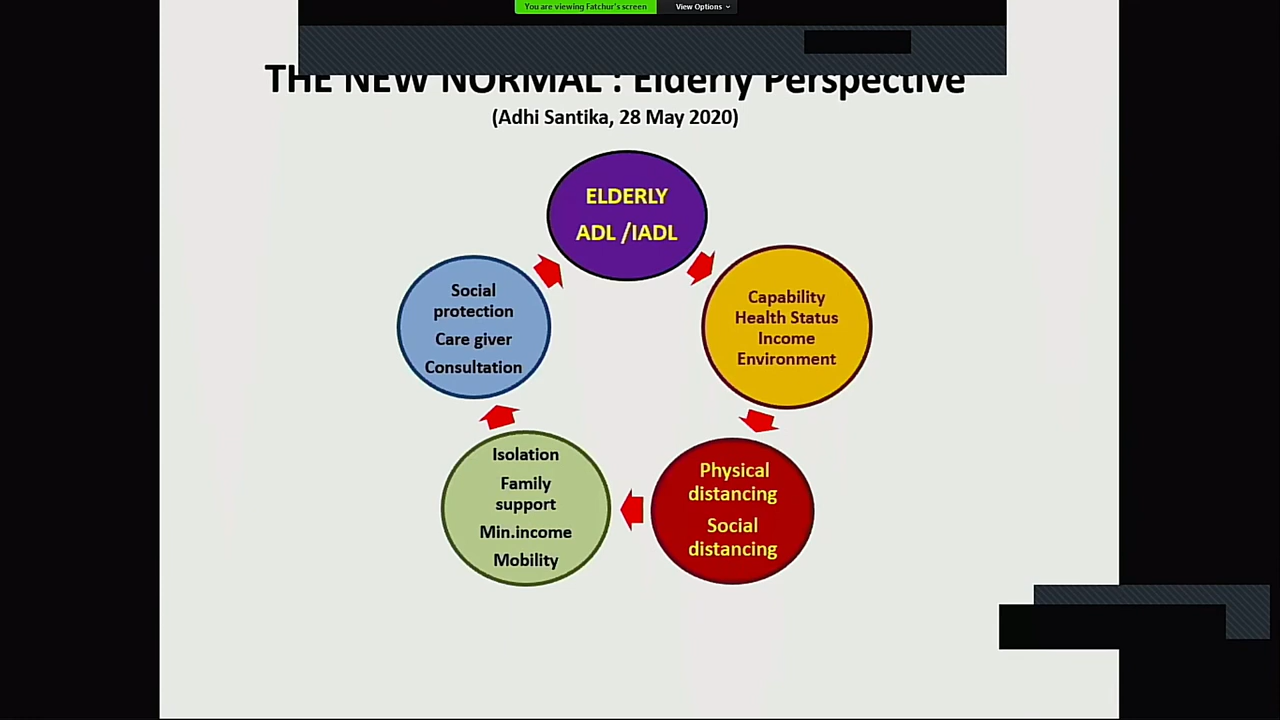 You are viewing Fatchur's screen
View Options
THE NEW NORMAL : Elderly Perspective
(Adhi Santika, 28 May 2020)
ELDERLY
ADL /IADL
Capability
Health Status
Income
Environment
Physical
distancing
Social
distancing
Isolation
Family
support
Min.income
Mobility
Social
protection
Care giver
Consultation